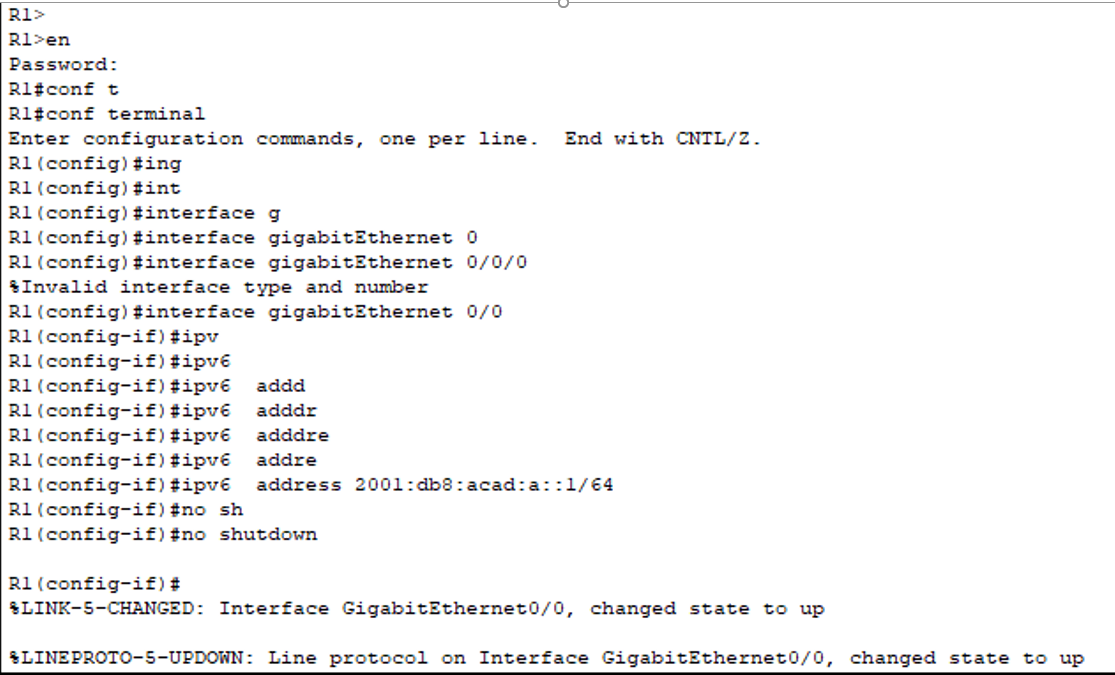 R1>
R1>en
Password:
R1#conf t
R1#conf terminal
Enter configuration commands, one per line.  End with CNTL/Z.
R1(config)#ing
R1(config)#int
R1(config)#interface g
R1(config)#interface gigabitEthernet 0
R1(config)#interface gigabitEthernet 0/0/0
%Invalid interface type and number
R1(config)#interface gigabitEthernet 0/0
R1(config-if)#ipv
R1(config-if)#ipv6
R1(config-if)#ipv6  addd
R1(config-if)#ipv6  adddr
R1(config-if)#ipv6  adddre
R1(config-if)#ipv6  addre
R1(config-if)#ipv6  address 2001:db8:acad:a::1/64
R1(config-if)#no sh
R1(config-if)#no shutdown

R1(config-if)#
%LINK-5-CHANGED: Interface GigabitEthernet0/0, changed state to up

%LINEPROTO-5-UPDOWN: Line protocol on Interface GigabitEthernet0/0, changed state to up